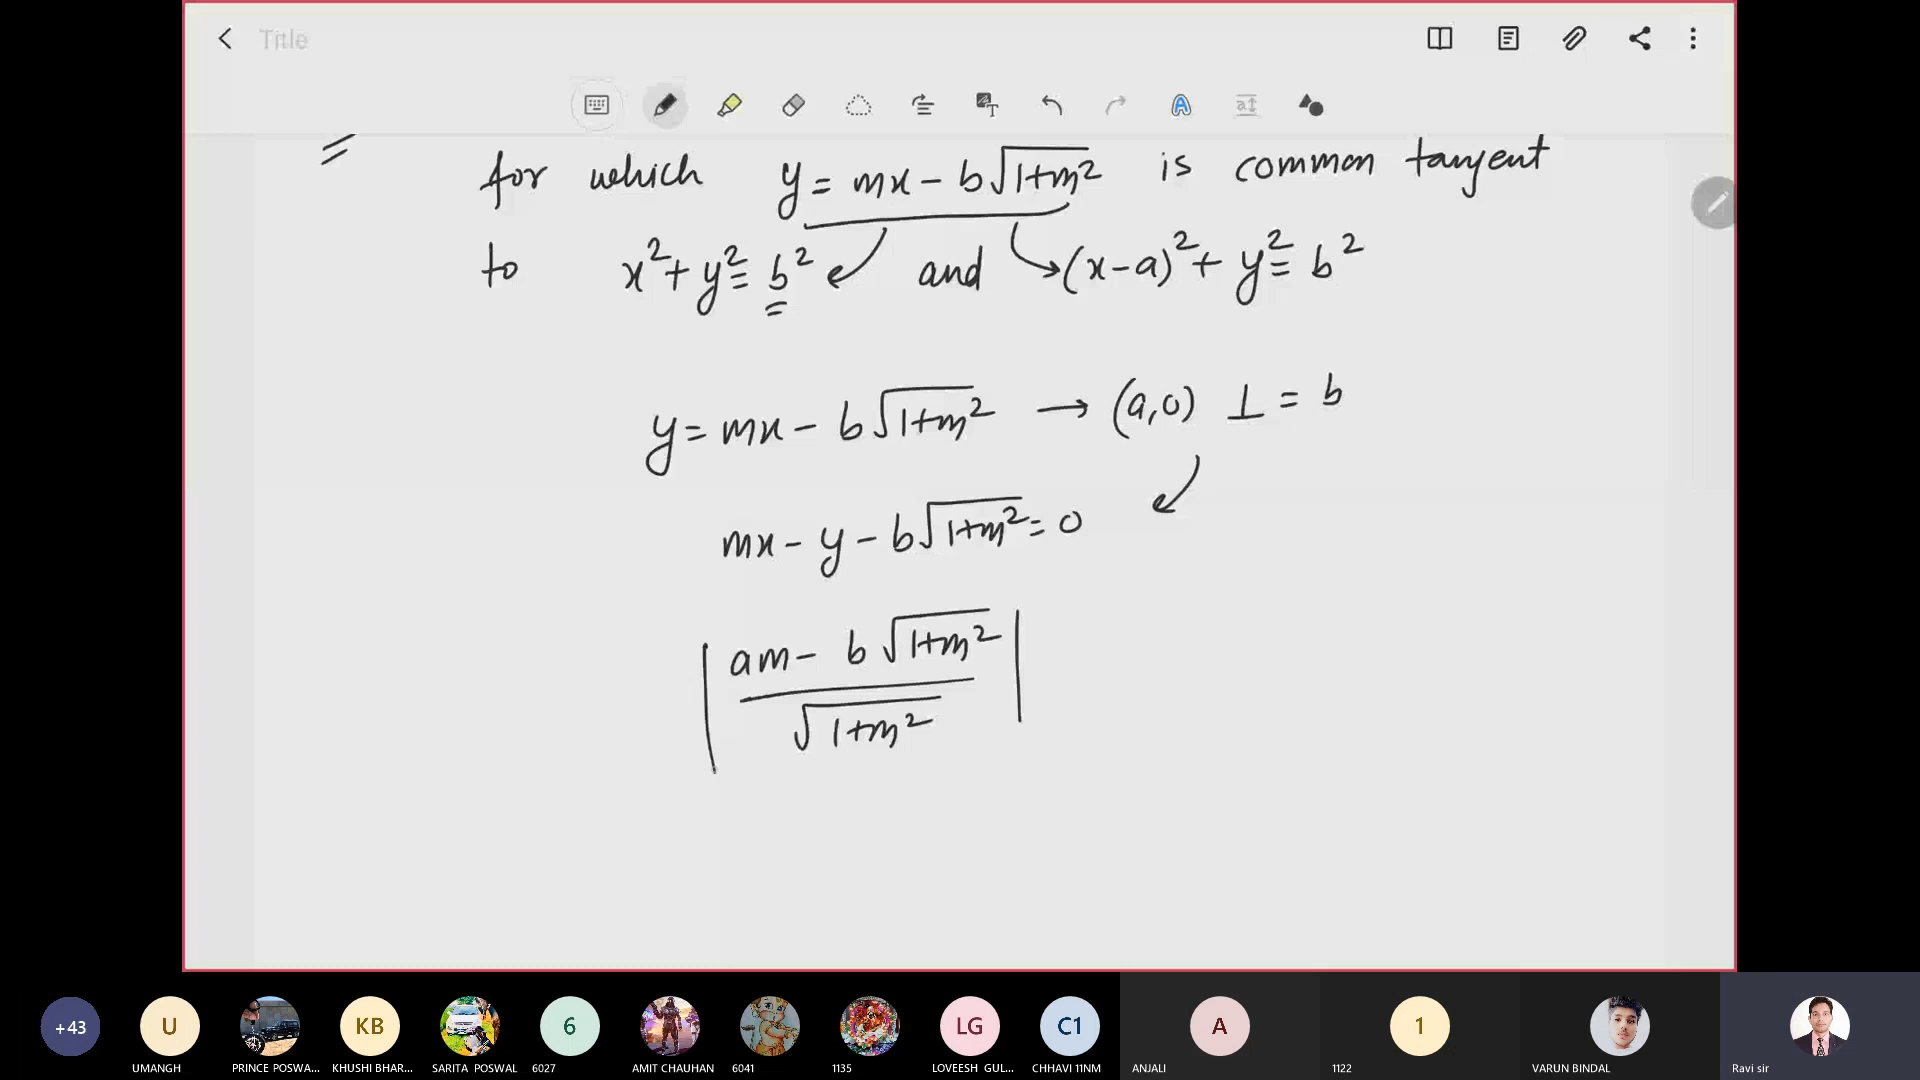 Title
for which y = mx - b√(1+m²) is common tangent
to x² + y² = b² and (x-a)² + y² = b²
y = mx - b√(1+m²) → (a,0) ⊥ = b
mx - y - b√(1+m²) = 0
| am - b√(1+m²)
√(1+m²) |
+43 U KB 6 LG C1 A 1
UMANGH PRINCE POSWA... KHUSHI BHAR... SARITA POSWAL 6027 AMIT CHAUHAN 6041 1135 LOVEESH GUL... CHHAVI 11NM ANJALI 1122 VARUN BINDAL Ravi sir